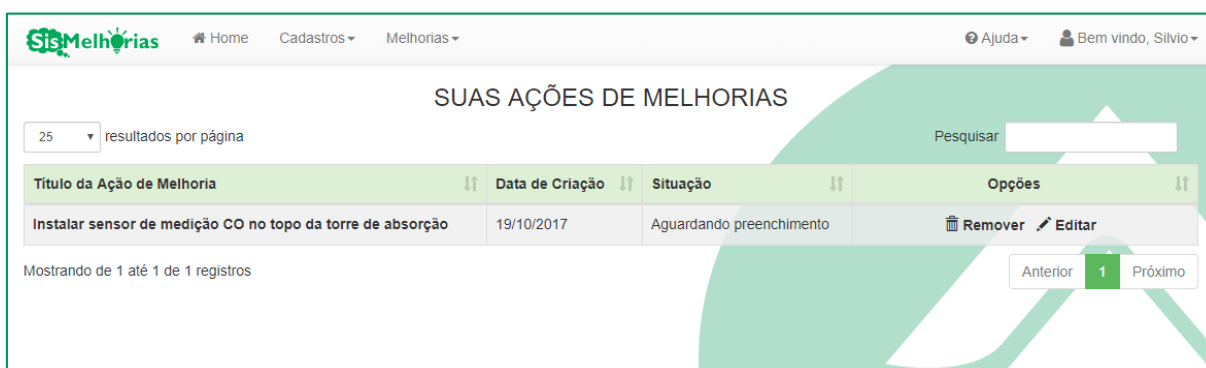 SisMelhorias Home Cadastros Melhorias Ajuda Bem vindo, Silvio
SUAS AÇÕES DE MELHORIAS
25 resultados por página Pesquisar
Título da Ação de Melhoria Data de Criação Situação Opções
Instalar sensor de medição CO no topo da torre de absorção 19/10/2017 Aguardando preenchimento Remover Editar
Mostrando de 1 até 1 de 1 registros Anterior 1 Próximo